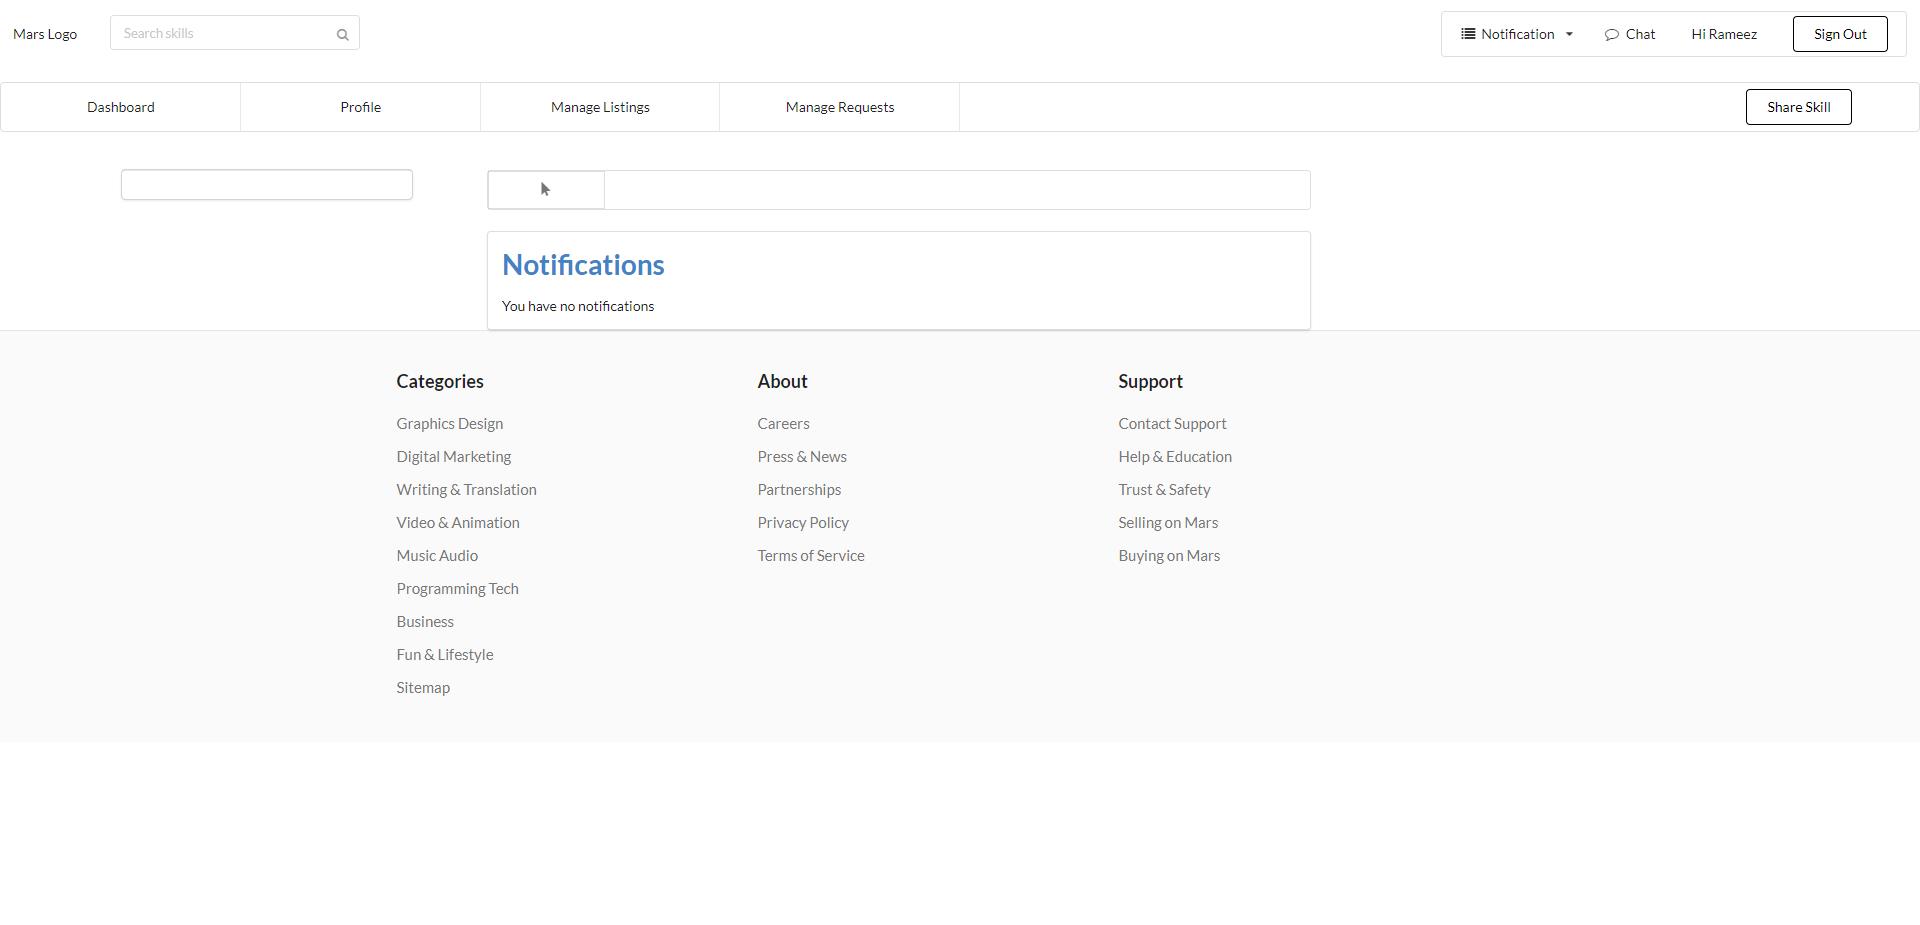 Mars Logo
Search skills
Notification
Chat
Hi Rameez
Sign Out
Dashboard
Profile
Manage Listings
Manage Requests
Share Skill
Notifications
You have no notifications
Categories
Graphics Design
Digital Marketing
Writing & Translation
Video & Animation
Music Audio
Programming Tech
Business
Fun & Lifestyle
Sitemap
About
Careers
Press & News
Partnerships
Privacy Policy
Terms of Service
Support
Contact Support
Help & Education
Trust & Safety
Selling on Mars
Buying on Mars